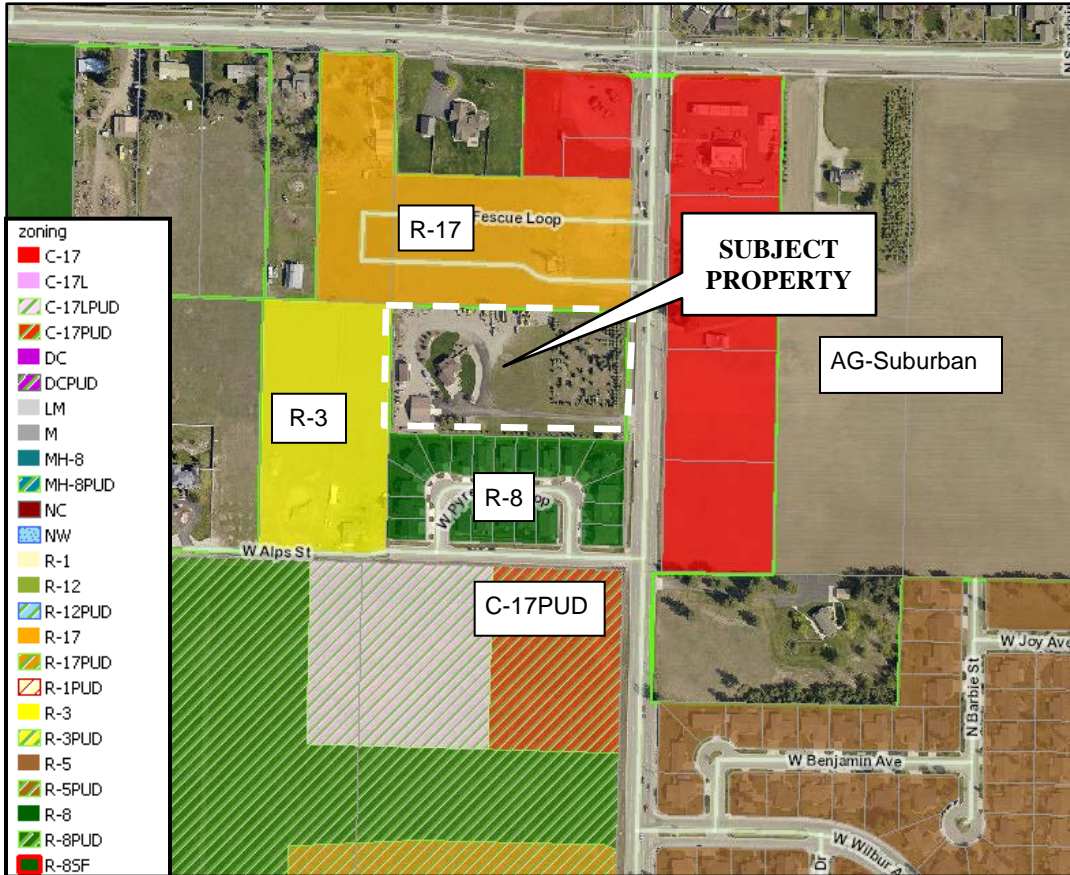 N
zoning
C-17
C-17L
C-17LPUD
C-17PUD
DC
DCPUD
LM
M
MH-8
MH-8PUD
NC
NW
R-1
R-12
R-12PUD
R-17
R-17PUD
R-1PUD
R-3
R-3PUD
R-5
R-5PUD
R-8
R-8PUD
R-8SF
Fescue Loop
R-17
SUBJECT
PROPERTY
AG-Suburban
R-3
R-8
W
W Alps St
C-17PUD
W Joy Ave
N Barbie St
W Benjamin Ave
W Wilbur A
Dr